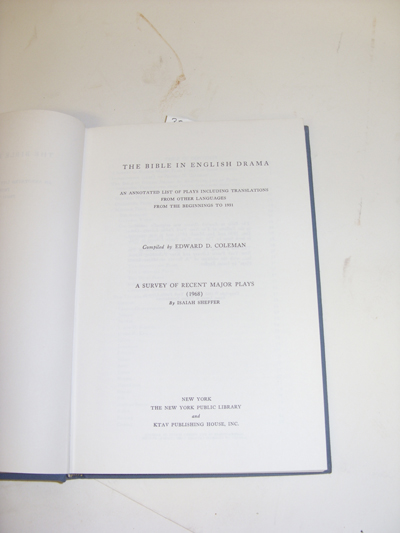 THE BIBLE IN ENGLISH DRAMA
AN ANNOTATED LIST OF PLAYS INCLUDING TRANSLATIONS
FROM OTHER LANGUAGES
FROM THE BEGINNINGS TO 1931
Compiled by EDWARD D. COLEMAN
A SURVEY OF RECENT MAJOR PLAYS
(1968)
By ISAIAH SHEFFER
NEW YORK
THE NEW YORK PUBLIC LIBRARY
and
KTAV PUBLISHING HOUSE, INC.